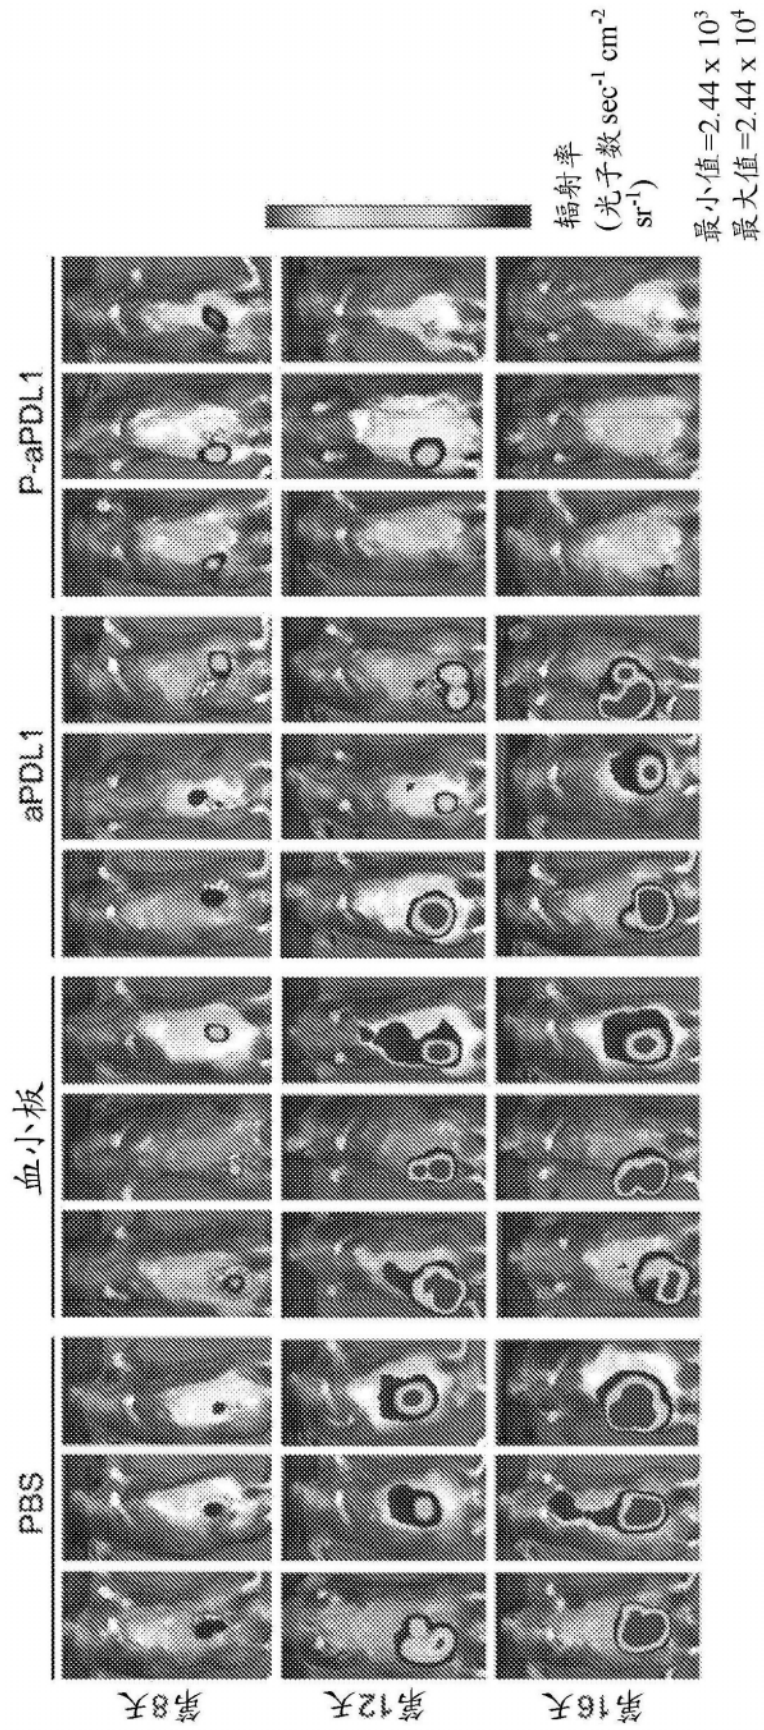 PBS
血小板
aPDL1
P-aPDL1
第8天
第12天
第16天
辐射率
(光子数 sec⁻¹ cm⁻²
sr⁻¹)
最小值=2.44 x 10³
最大值=2.44 x 10⁴